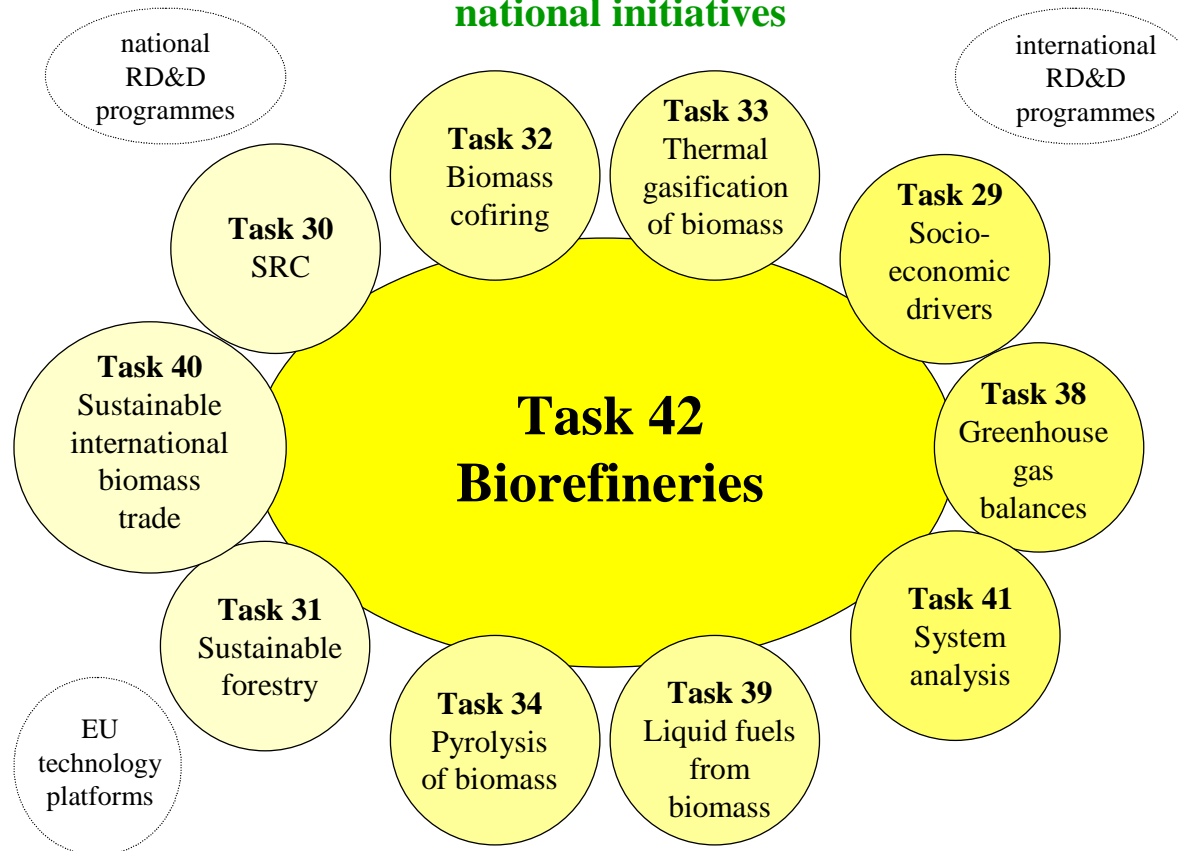 national initiatives
national
RD&D
programmes
international
RD&D
programmes
Task 32
Biomass
cofiring
Task 33
Thermal
gasification
of biomass
Task 30
SRC
Task 29
Socio-
economic
drivers
Task 40
Sustainable
international
biomass
trade
Task 42
Biorefineries
Task 38
Greenhouse
gas
balances
Task 31
Sustainable
forestry
Task 41
System
analysis
Task 34
Pyrolysis
of biomass
Task 39
Liquid fuels
from
biomass
EU
technology
platforms